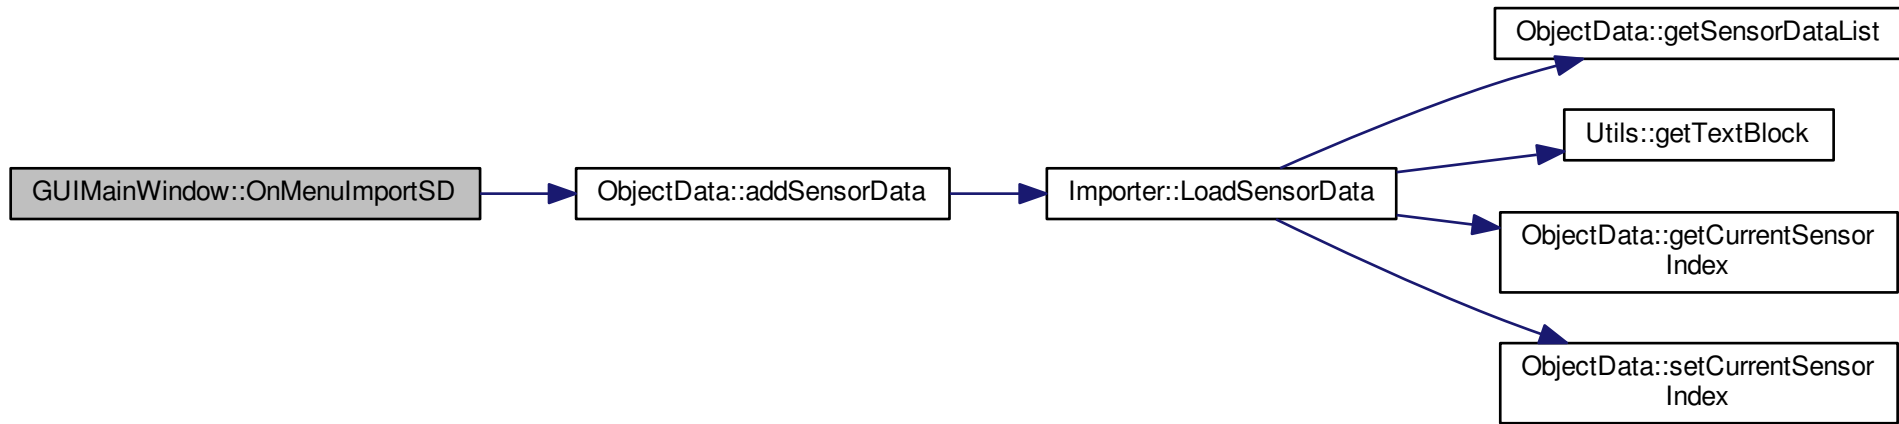 ObjectData::getSensorDataList
Utils::getTextBlock
GUIMainWindow::OnMenuImportSD
ObjectData::addSensorData
Importer::LoadSensorData
ObjectData::getCurrentSensor
Index
ObjectData::setCurrentSensor
Index